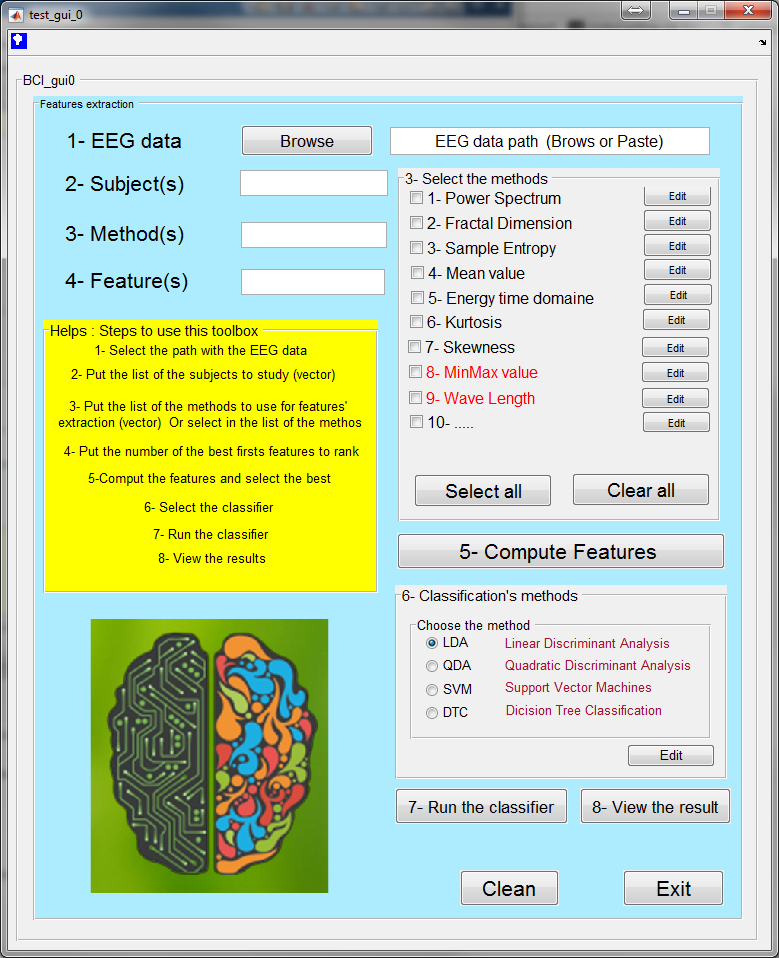 test_gui_0
BCI_gui0
Features extraction
1- EEG data
Browse
EEG data path  (Brows or Paste)
2- Subject(s)
3- Method(s)
4- Feature(s)
3- Select the methods
1- Power Spectrum
Edit
2- Fractal Dimension
Edit
3- Sample Entropy
Edit
4- Mean value
Edit
5- Energy time domaine
Edit
6- Kurtosis
Edit
7- Skewness
Edit
8- MinMax value
Edit
9- Wave Length
Edit
10- .....
Edit
Select all
Clear all
Helps : Steps to use this toolbox
1- Select the path with the EEG data
2- Put the list of the subjects to study (vector)
3- Put the list of the methods to use for features'
extraction (vector)  Or select in the list of the methos
4- Put the number of the best firsts features to rank
5-Comput the features and select the best
6- Select the classifier
7- Run the classifier
8- View the results
5- Compute Features
6- Classification's methods
Choose the method
LDA
Linear Discriminant Analysis
QDA
Quadratic Discriminant Analysis
SVM
Support Vector Machines
DTC
Dicision Tree Classification
Edit
7- Run the classifier
8- View the result
Clean
Exit